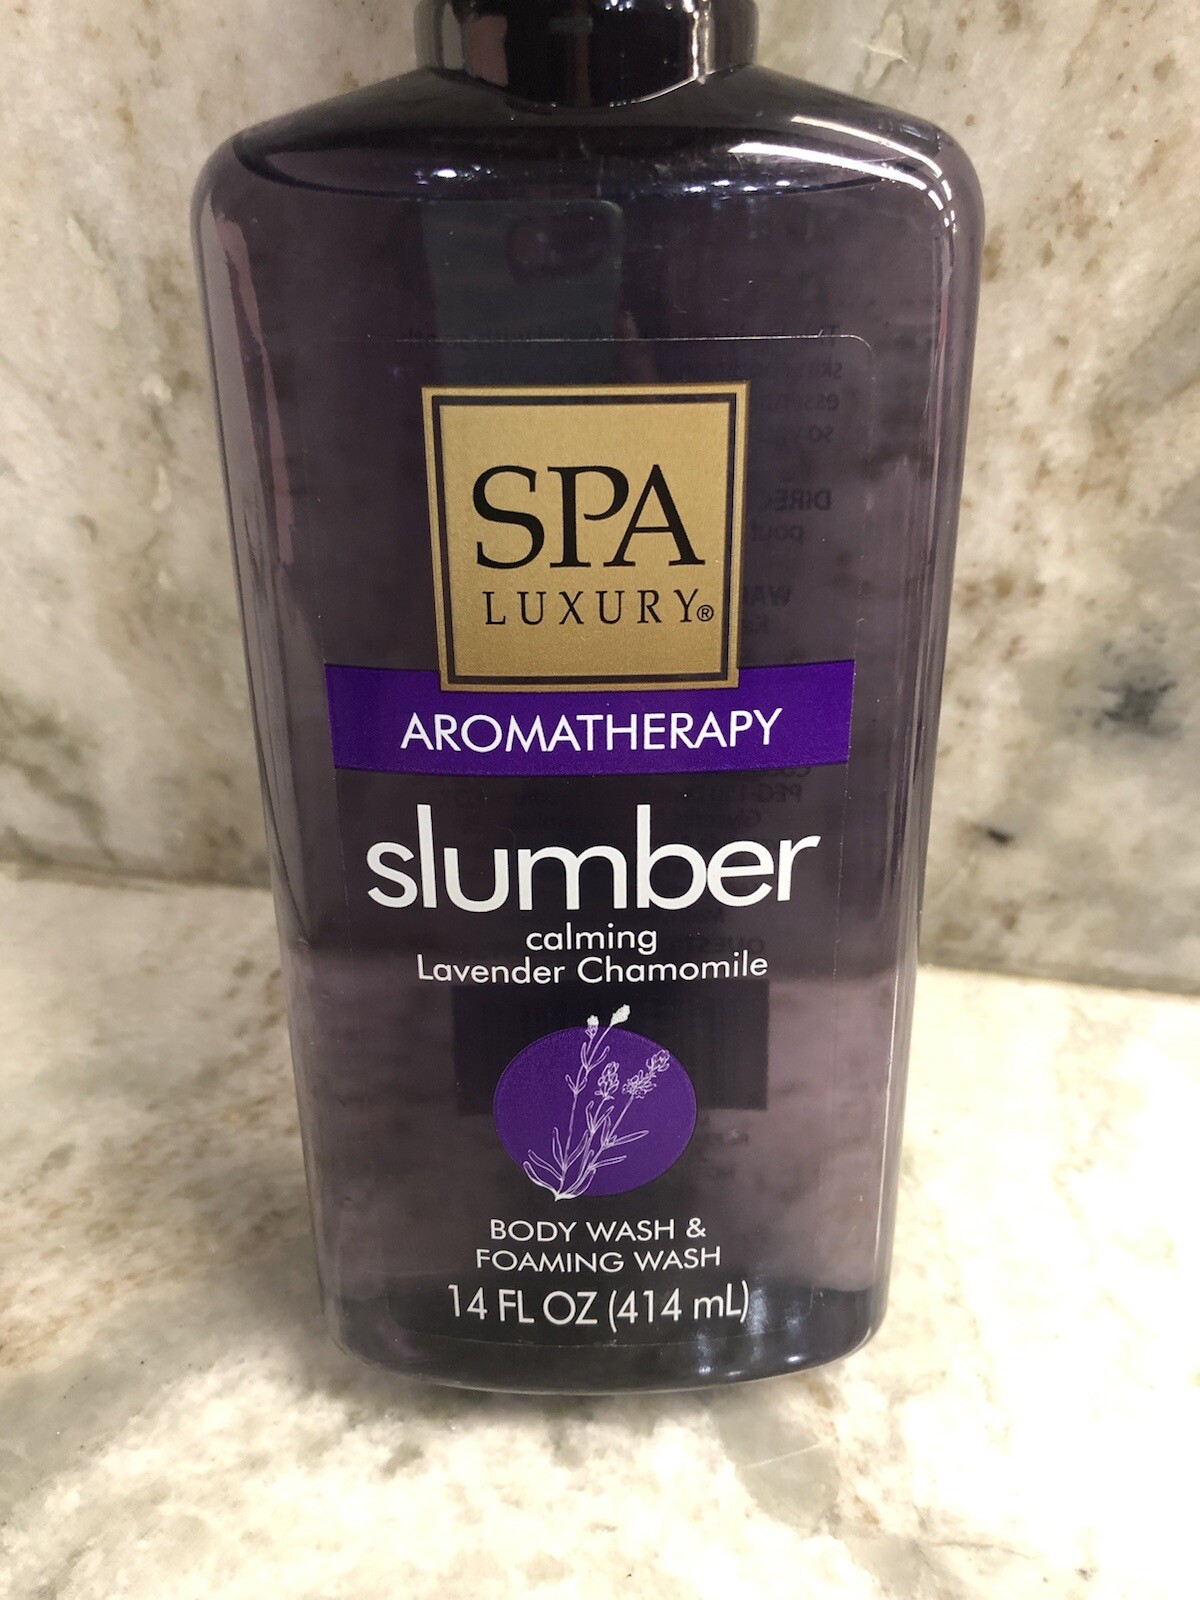 SPA
LUXURY®
AROMATHERAPY
slumber
calming
Lavender Chamomile
BODY WASH &
FOAMING WASH
14 FL OZ (414 mL)